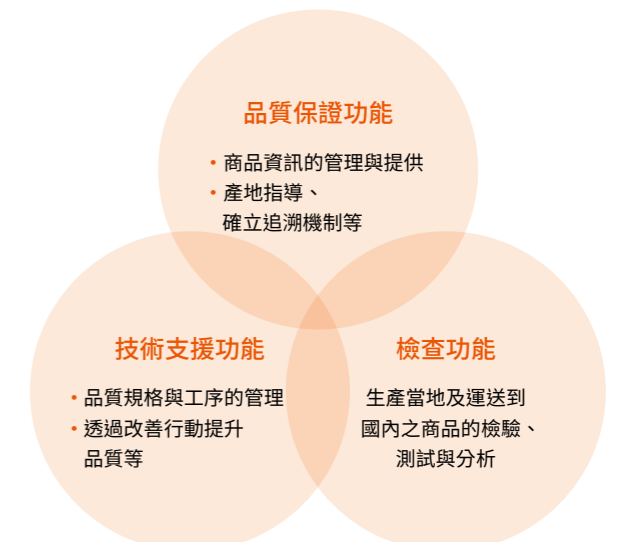 品質保證功能
• 商品資訊的管理與提供
• 產地指導、
確立追溯機制等
技術支援功能
• 品質規格與工序的管理
• 透過改善行動提升
品質等
檢查功能
生產當地及運送到
國內之商品的檢驗、
測試與分析